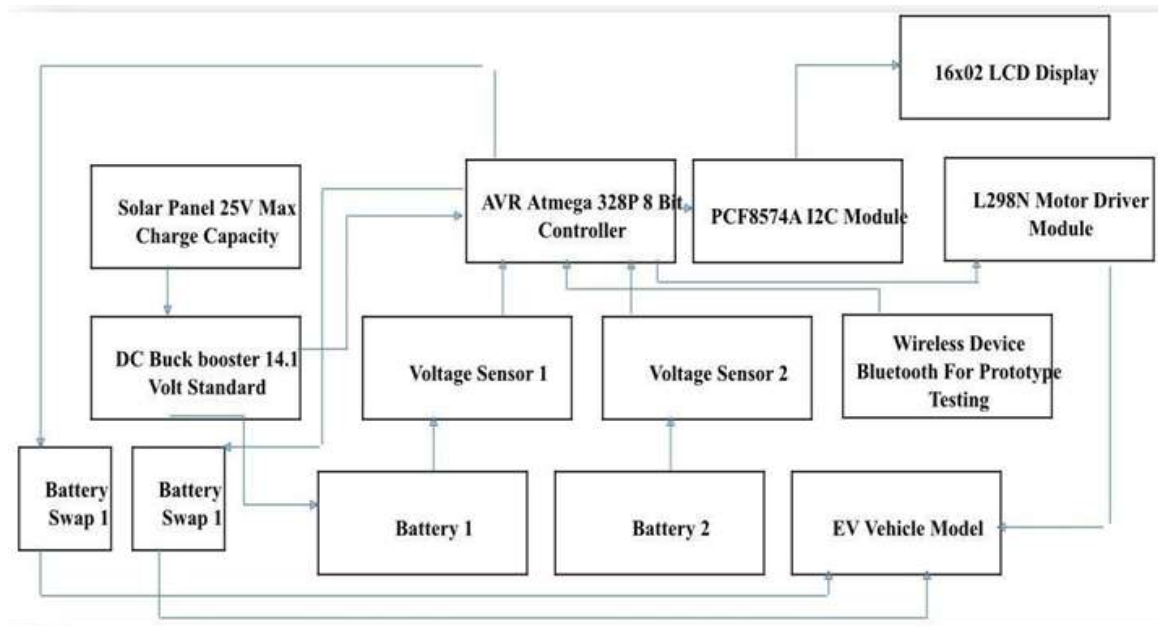 16x02 LCD Display
Solar Panel 25V Max
Charge Capacity
AVR Atmega 328P 8 Bit
Controller
PCF8574A I2C Module
L298N Motor Driver
Module
DC Buck booster 14.1
Volt Standard
Voltage Sensor 1
Voltage Sensor 2
Wireless Device
Bluetooth For Prototype
Testing
Battery
Swap 1
Battery
Swap 1
Battery 1
Battery 2
EV Vehicle Model